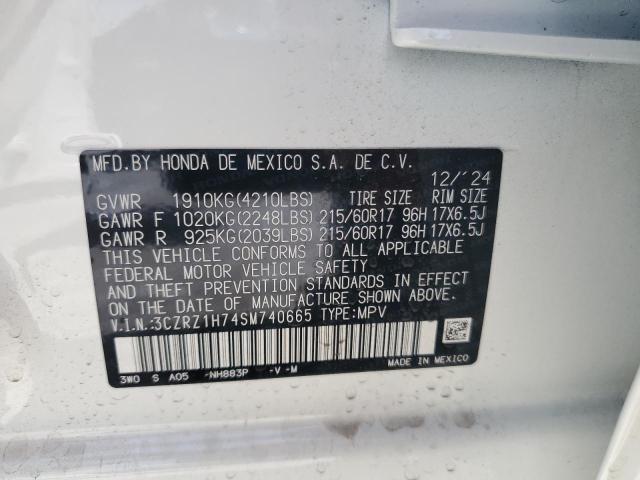 MFD.BY HONDA DE MEXICO S.A. DE C.V.
12/'24
GVWR 1910KG(4210LBS) TIRE SIZE RIM SIZE
GAWR F 1020KG(2248LBS) 215/60R17 96H 17X6.5J
GAWR R 925KG(2039LBS) 215/60R17 96H 17X6.5J
THIS VEHICLE CONFORMS TO ALL APPLICABLE
FEDERAL MOTOR VEHICLE SAFETY
AND THEFT PREVENTION STANDARDS IN EFFECT
ON THE DATE OF MANUFACTURE SHOWN ABOVE.
V.I.N.:3CZRZ1H74SM740665 TYPE:MPV
3W0 S A05 -NH883P -V -M
MADE IN MEXICO